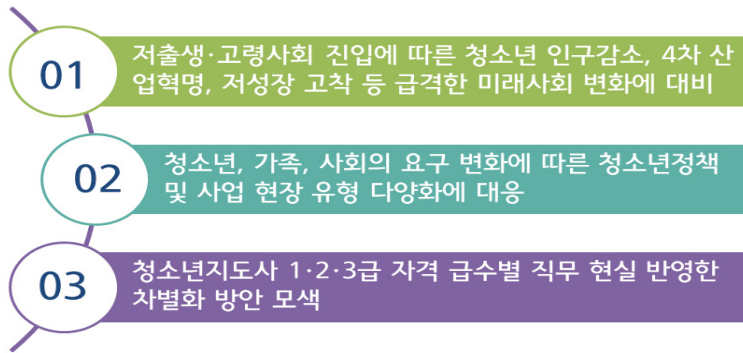 01
저출생·고령사회 진입에 따른 청소년 인구감소, 4차 산
업혁명, 저성장 고착 등 급격한 미래사회 변화에 대비
02
청소년, 가족, 사회의 요구 변화에 따른 청소년정책
및 사업 현장 유형 다양화에 대응
03
청소년지도사 1·2·3급 자격 급수별 직무 현실 반영한
차별화 방안 모색